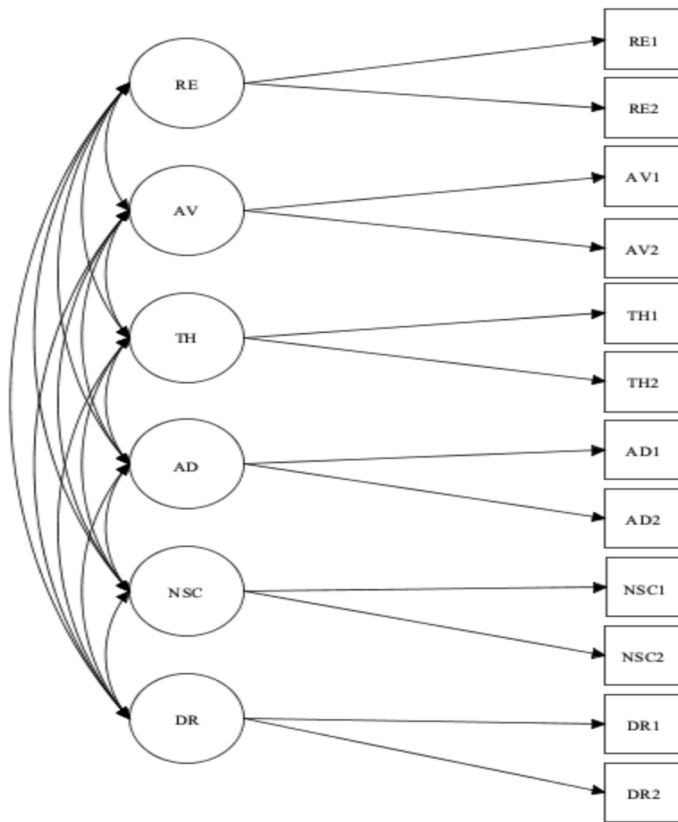 RE1
RE
RE2
AV1
AV
AV2
TH1
TH
TH2
AD1
AD
AD2
NSC1
NSC
NSC2
DR1
DR
DR2